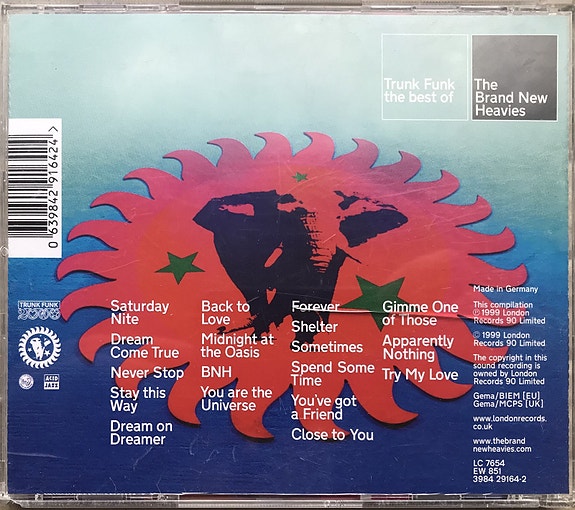 Trunk Funk
the best of
The
Brand New
Heavies
0 639842 916424 >
TRUNK FUNK
ACID
JAZZ
Saturday
Nite
Dream
Come True
Never Stop
Stay this
Way
Dream on
Dreamer
Back to
Love
Midnight at
the Oasis
BNH
You are the
Universe
Forever
Shelter
Sometimes
Spend Some
Time
You've got
a Friend
Close to You
Gimme One
of Those
Apparently
Nothing
Try My Love
Made in Germany
This compilation
℗ 1999 London
Records 90 Limited
© 1999 London
Records 90 Limited
The copyright in this
sound recording is
owned by London
Records 90 Limited
Gema/BIEM [EU]
Gema/MCPS [UK]
www.londonrecords.
co.uk
www.thebrand
newheavies.com
LC 7654
EW 851
3984 29164-2